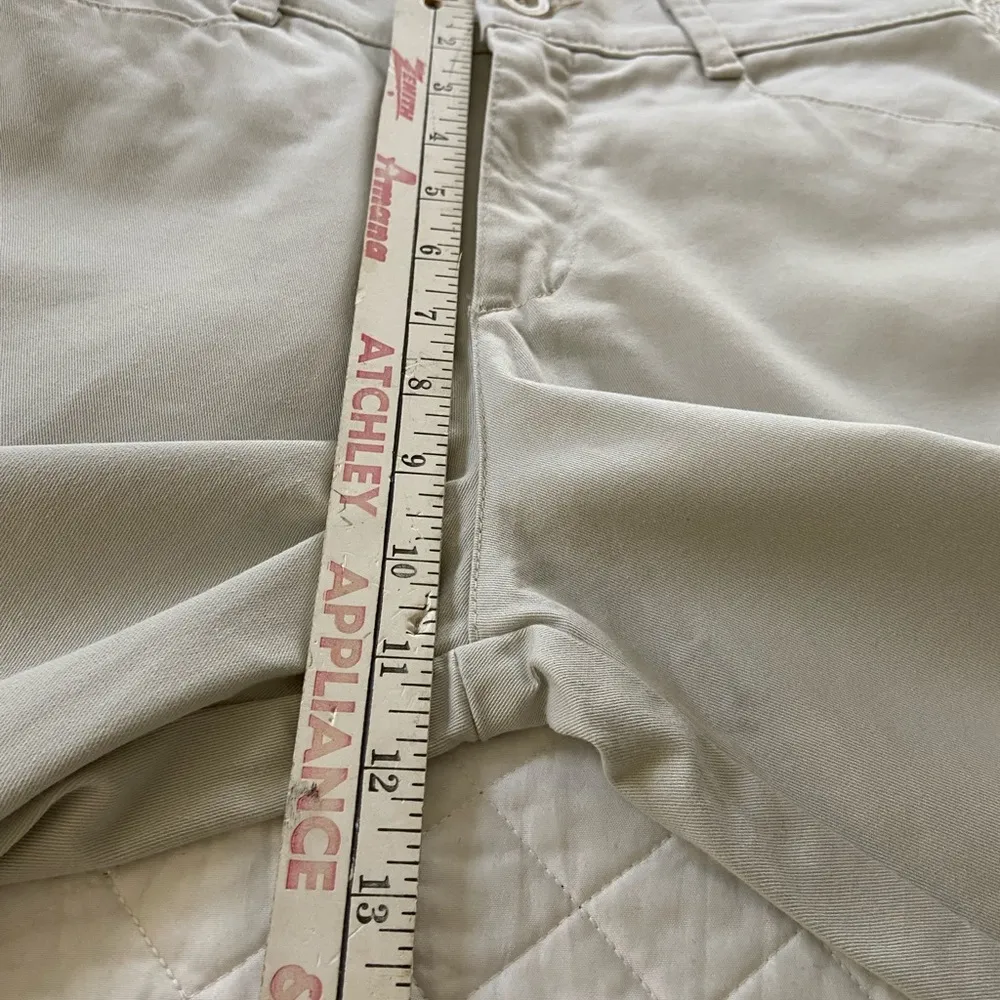 ZENITH
Amana
ATCHLEY APPLIANCE &
2 3 4 5 6 7 8 9 10 11 12 13